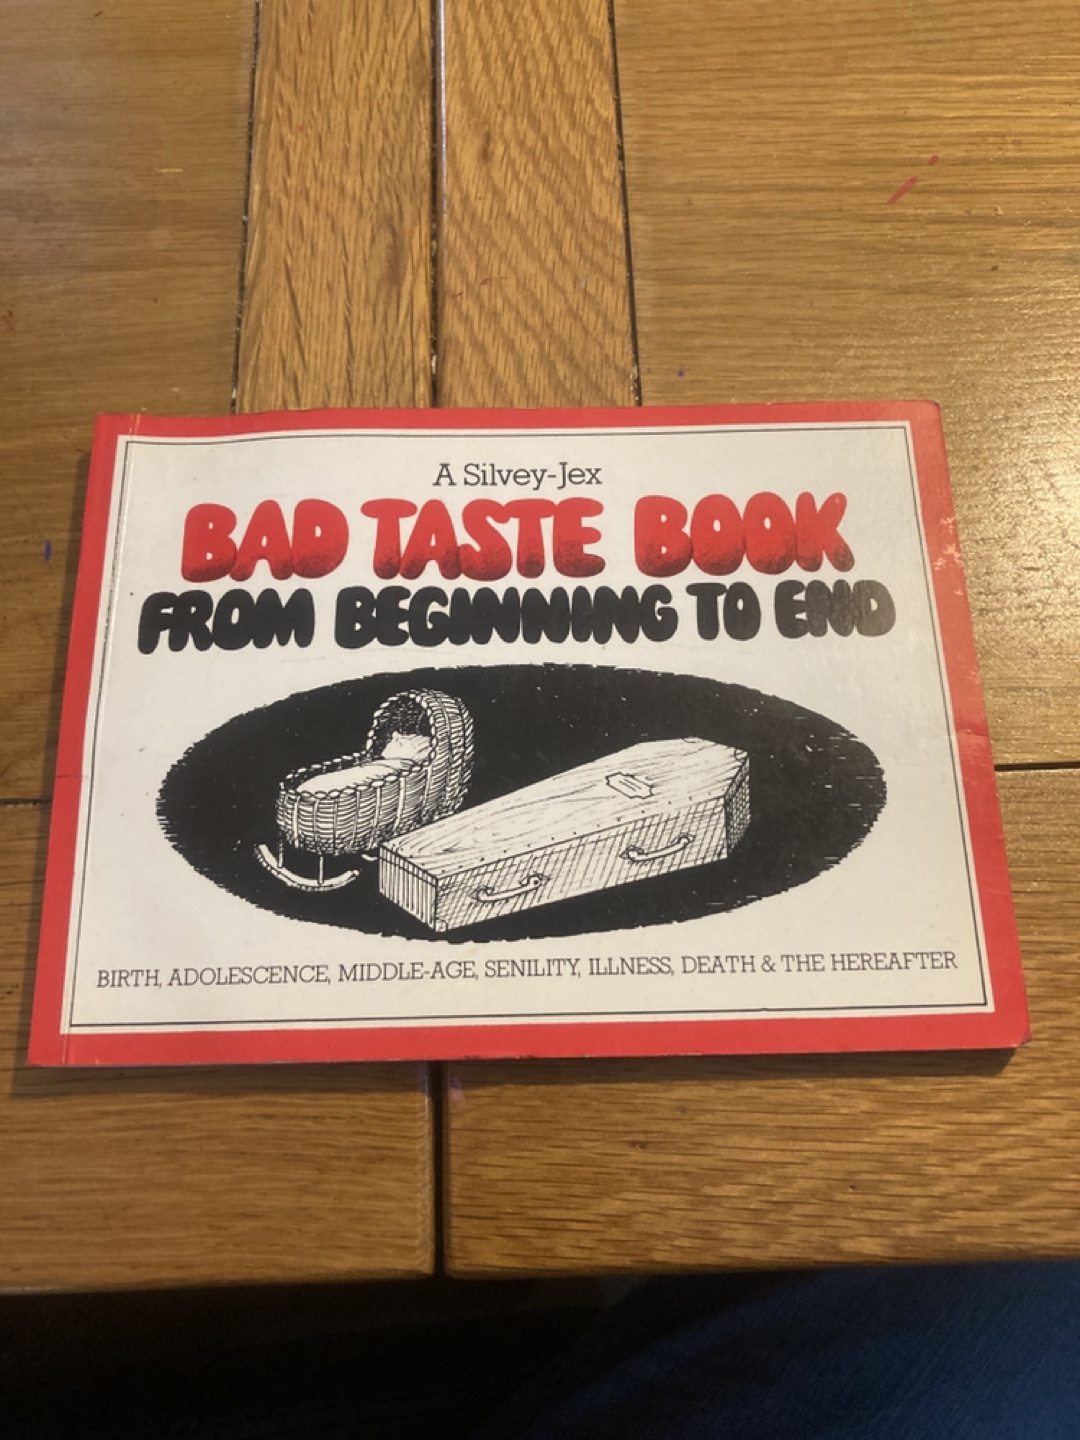 A Silvey-Jex
BAD TASTE BOOK
FROM BEGINNING TO END
BIRTH, ADOLESCENCE, MIDDLE-AGE, SENILITY, ILLNESS, DEATH & THE HEREAFTER